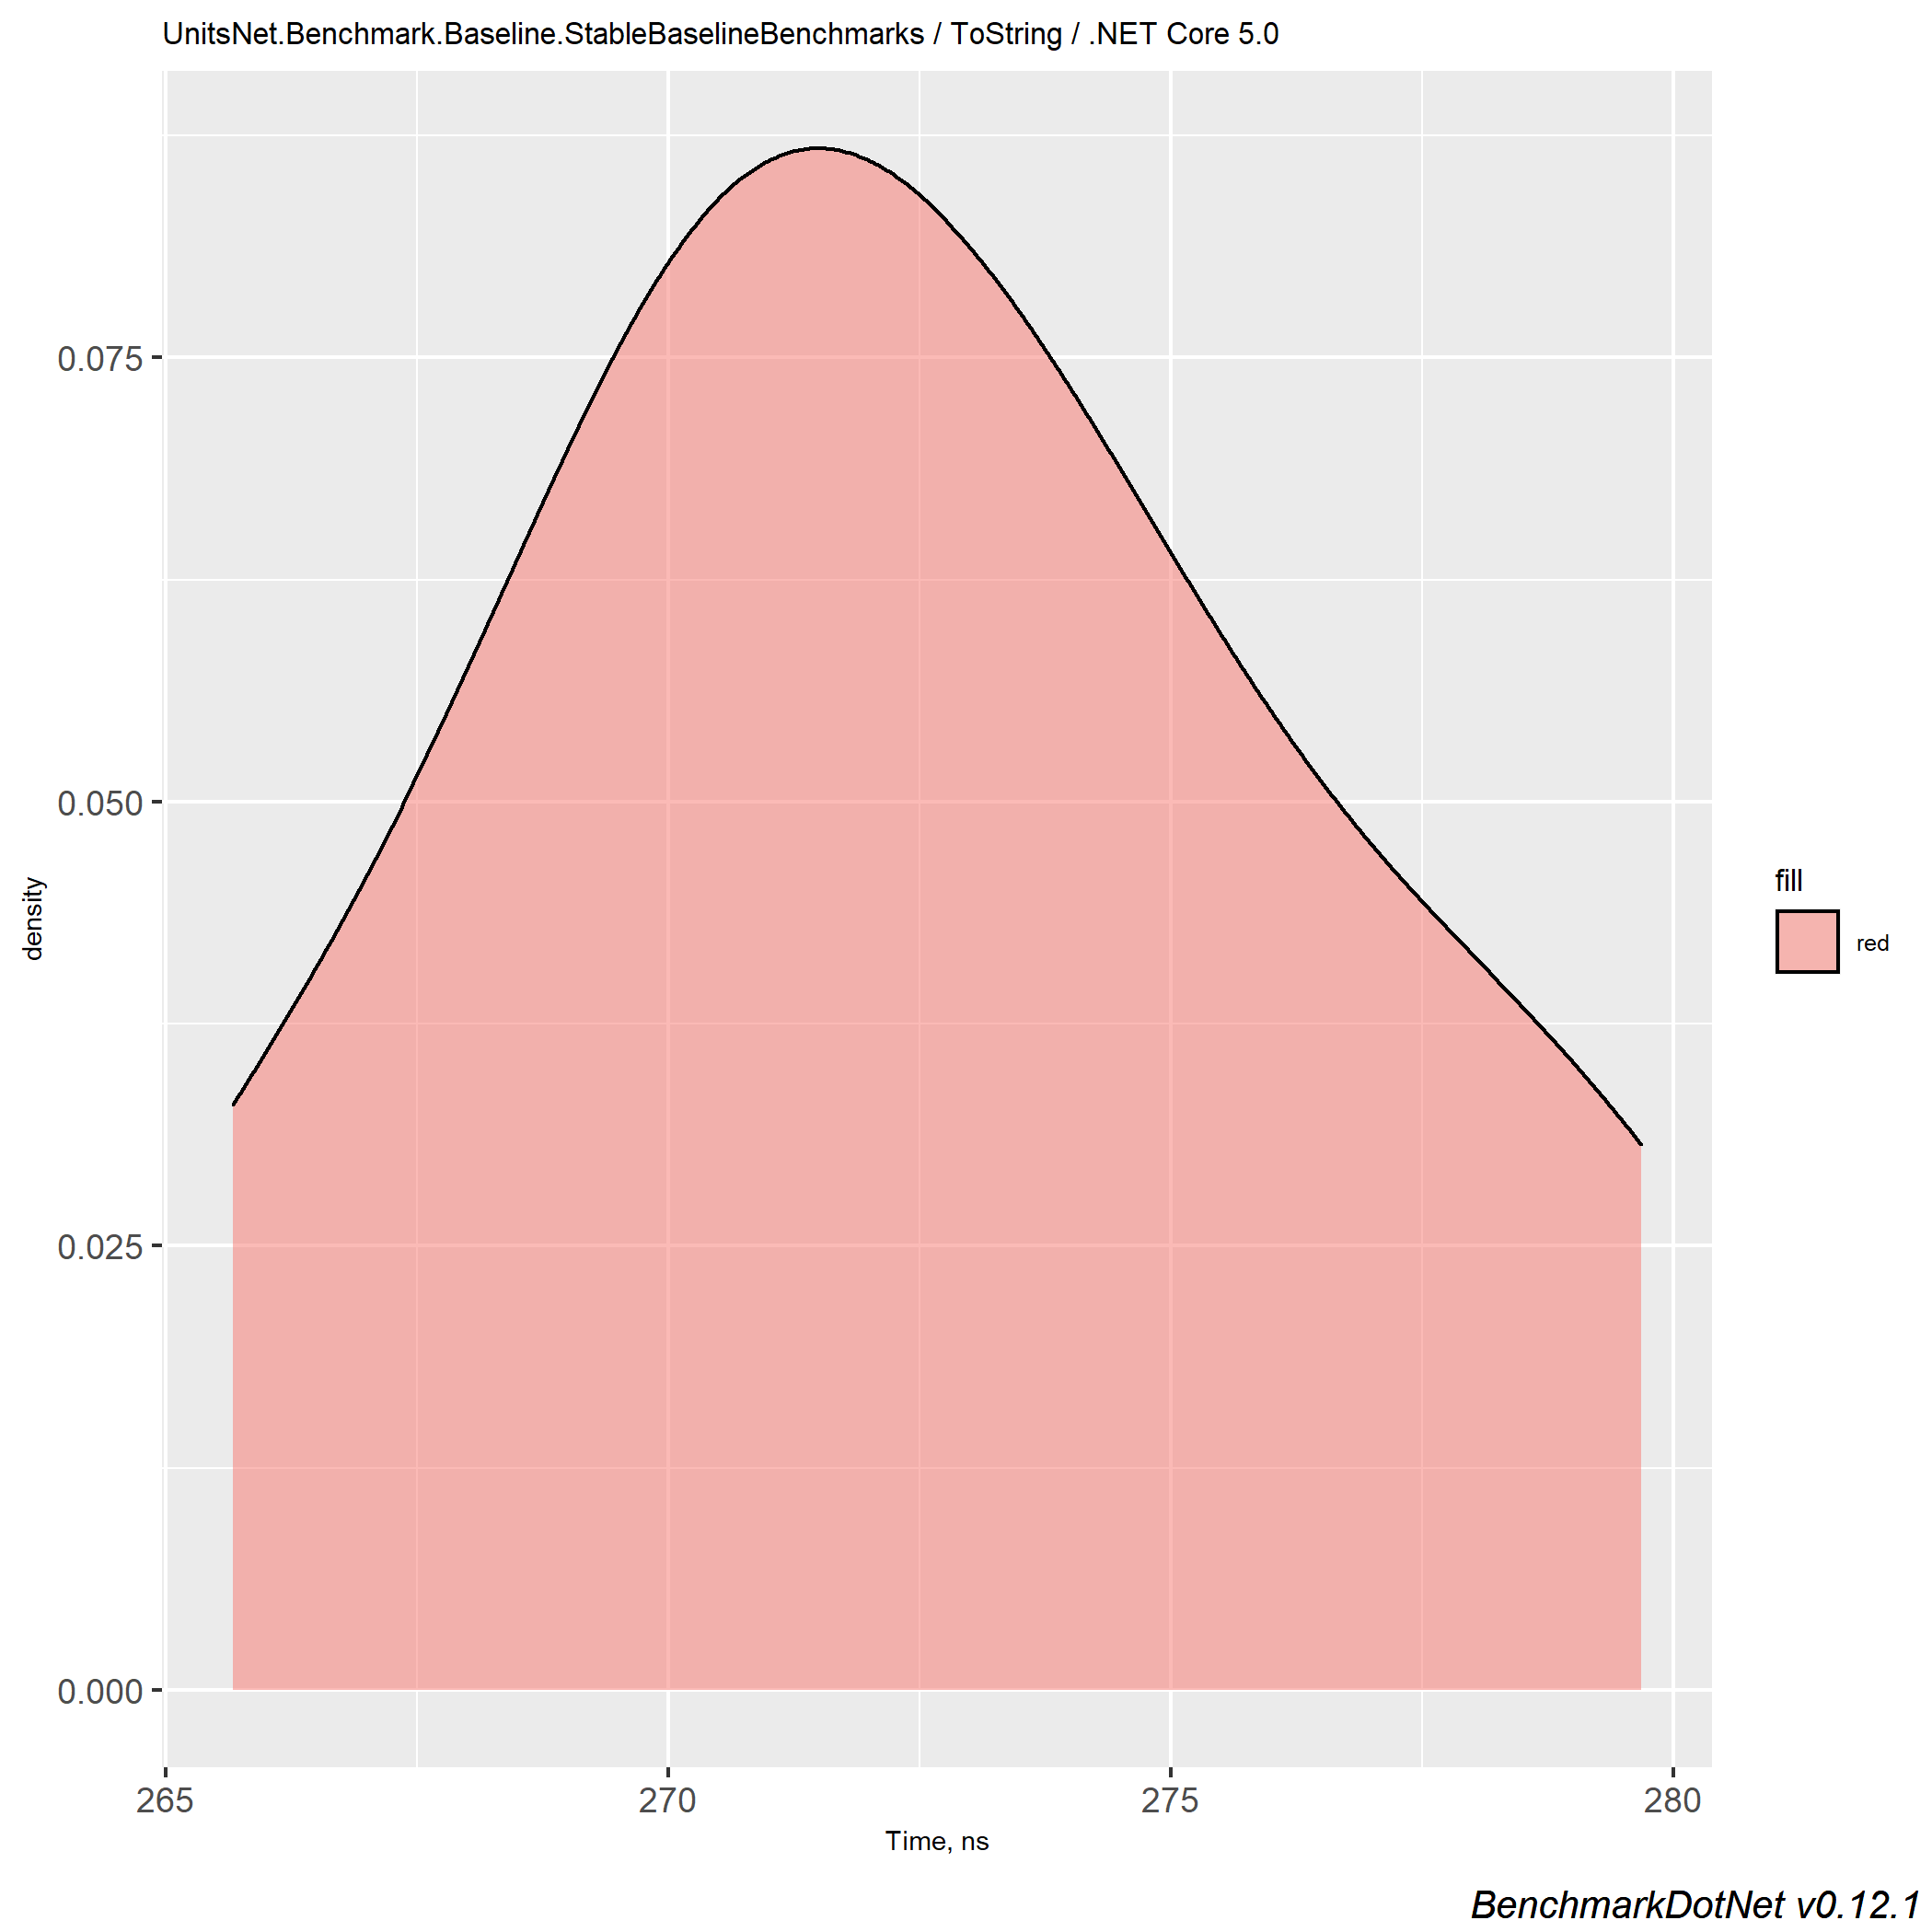 UnitsNet.Benchmark.Baseline.StableBaselineBenchmarks / ToString / .NET Core 5.0
0.075
0.050
0.025
0.000
density
265 270 275 280
Time, ns
fill
red
BenchmarkDotNet v0.12.1